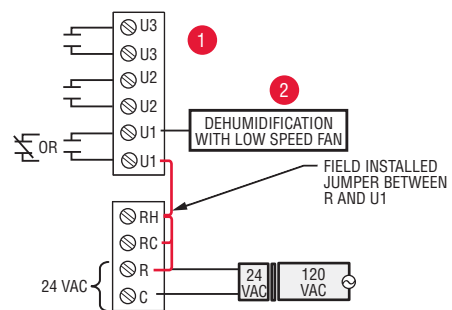 U3
1
U3
U2
2
U2
DEHUMIDIFICATION
WITH LOW SPEED FAN
U1
OR
U1
FIELD INSTALLED
JUMPER BETWEEN
R AND U1
RH
RC
R
24 VAC
C
24
VAC
120
VAC